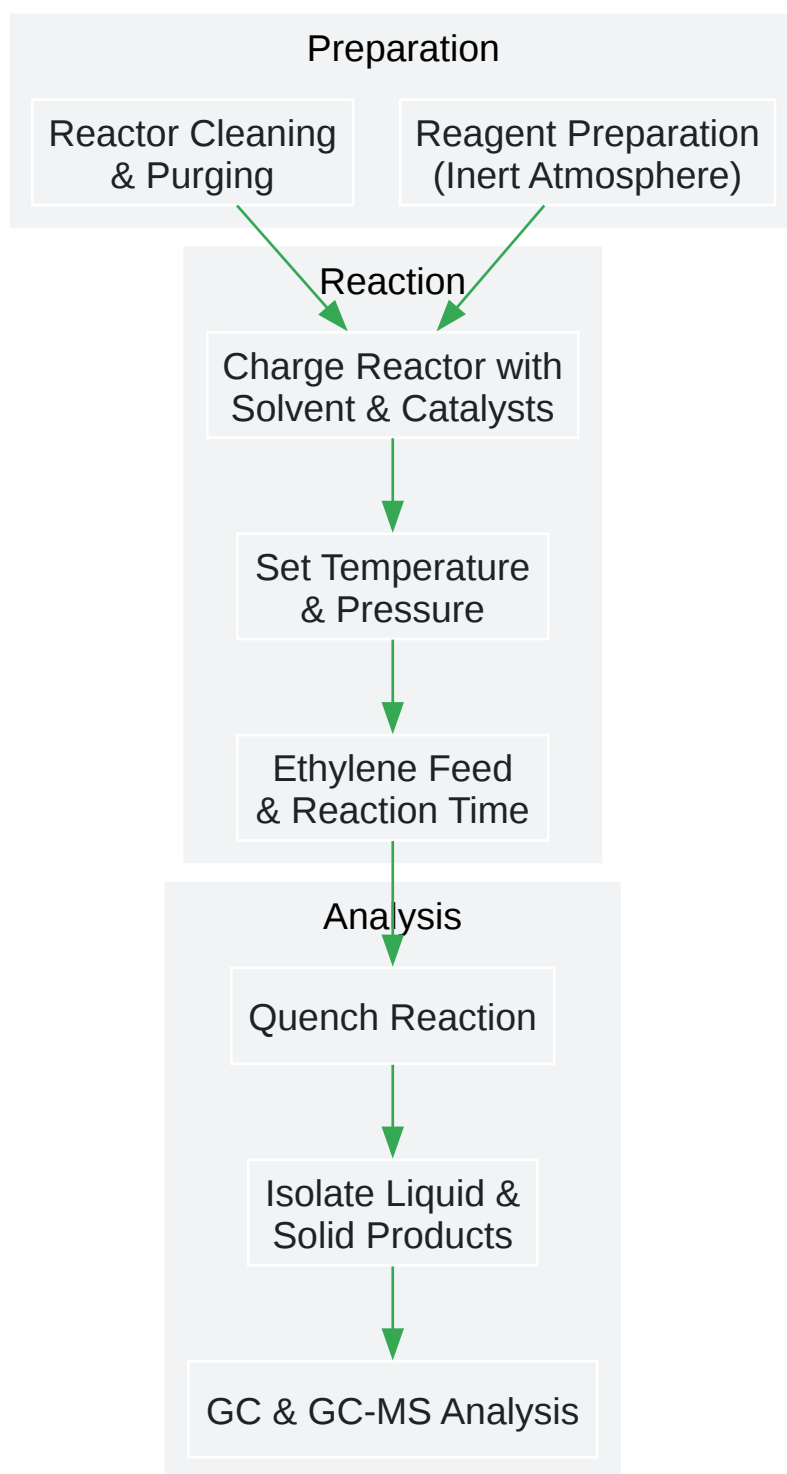 Preparation
Reactor Cleaning
& Purging
Reagent Preparation
(Inert Atmosphere)
Reaction
Charge Reactor with
Solvent & Catalysts
Set Temperature
& Pressure
Ethylene Feed
& Reaction Time
Analysis
Quench Reaction
Isolate Liquid &
Solid Products
GC & GC-MS Analysis